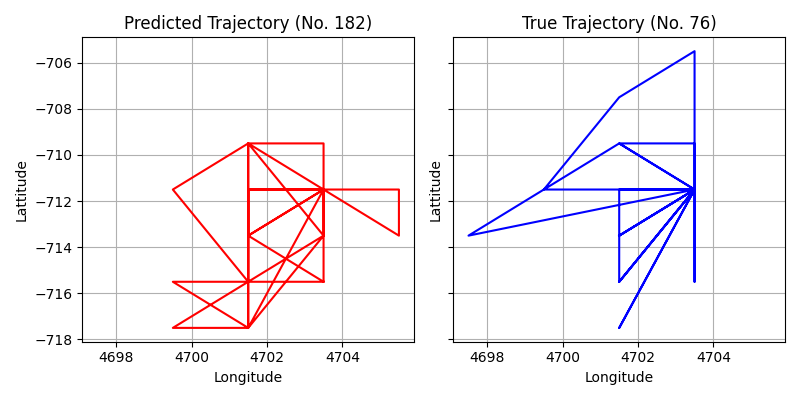 Predicted Trajectory (No. 182)
True Trajectory (No. 76)
Lattitude
−706
−708
−710
−712
−714
−716
−718
4698
4700
4702
4704
Longitude
Lattitude
4698
4700
4702
4704
Longitude